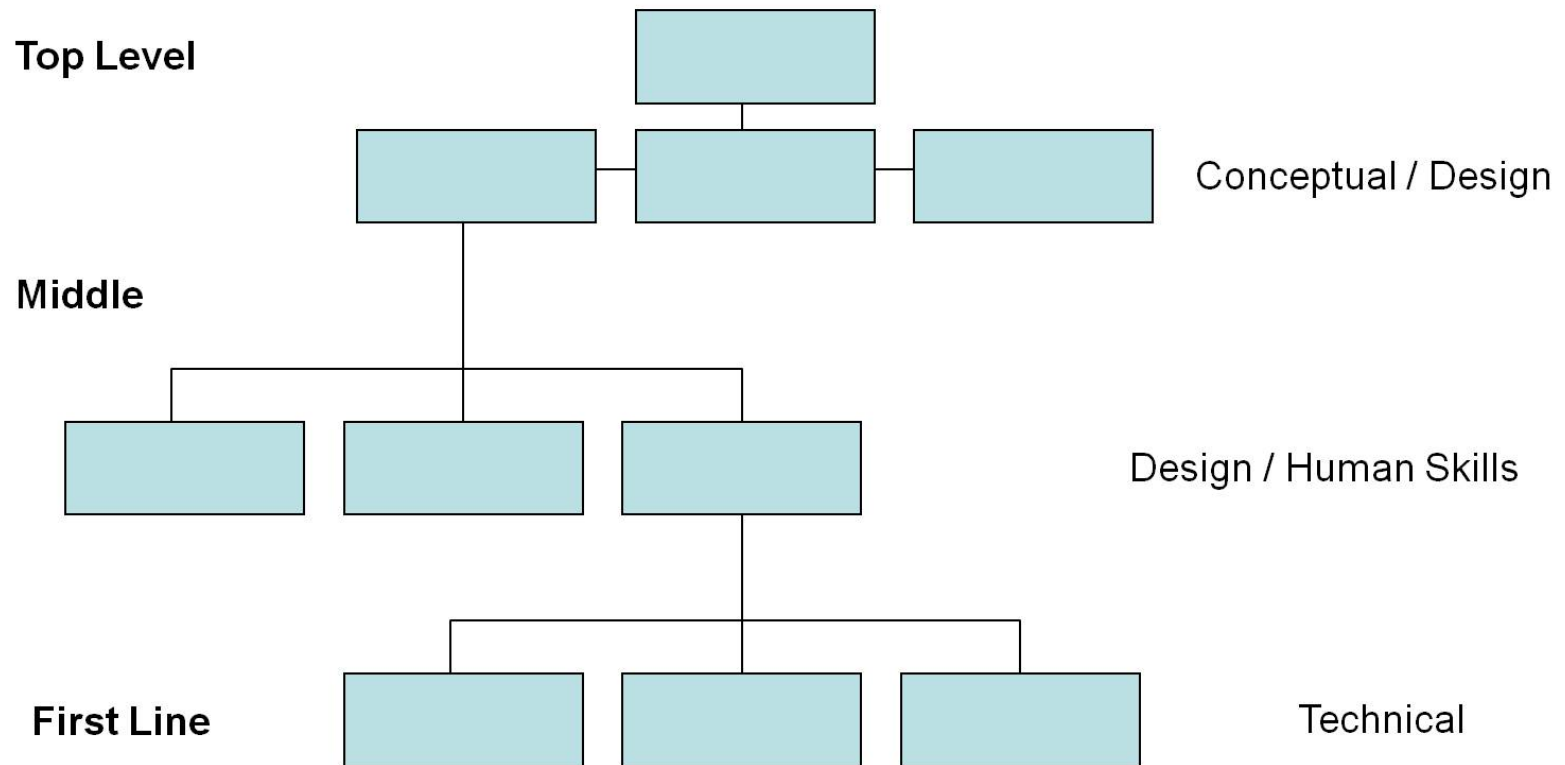 Top Level
Conceptual / Design
Middle
Design / Human Skills
First Line
Technical